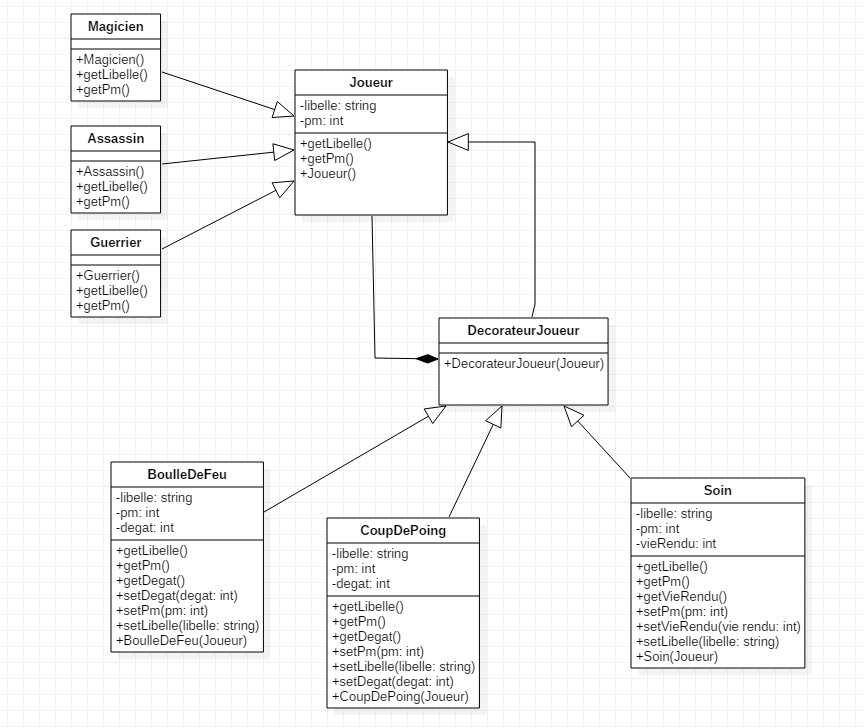 Magicien
+Magicien()
+getLibelle()
+getPm()
Assassin
+Assassin()
+getLibelle()
+getPm()
Guerrier
+Guerrier()
+getLibelle()
+getPm()
Joueur
-libelle: string
-pm: int
+getLibelle()
+getPm()
+Joueur()
DecorateurJoueur
+DecorateurJoueur(Joueur)
BoulleDeFeu
-libelle: string
-pm: int
-degat: int
+getLibelle()
+getPm()
+getDegat()
+setDegat(degat: int)
+setPm(pm: int)
+setLibelle(libelle: string)
+BoulleDeFeu(Joueur)
CoupDePoing
-libelle: string
-pm: int
-degat: int
+getLibelle()
+getPm()
+getDegat()
+setPm(pm: int)
+setLibelle(libelle: string)
+setDegat(degat: int)
+CoupDePoing(Joueur)
Soin
-libelle: string
-pm: int
-vieRendu: int
+getLibelle()
+getPm()
+getVieRendu()
+setPm(pm: int)
+setVieRendu(vie rendu: int)
+setLibelle(libelle: string)
+Soin(Joueur)